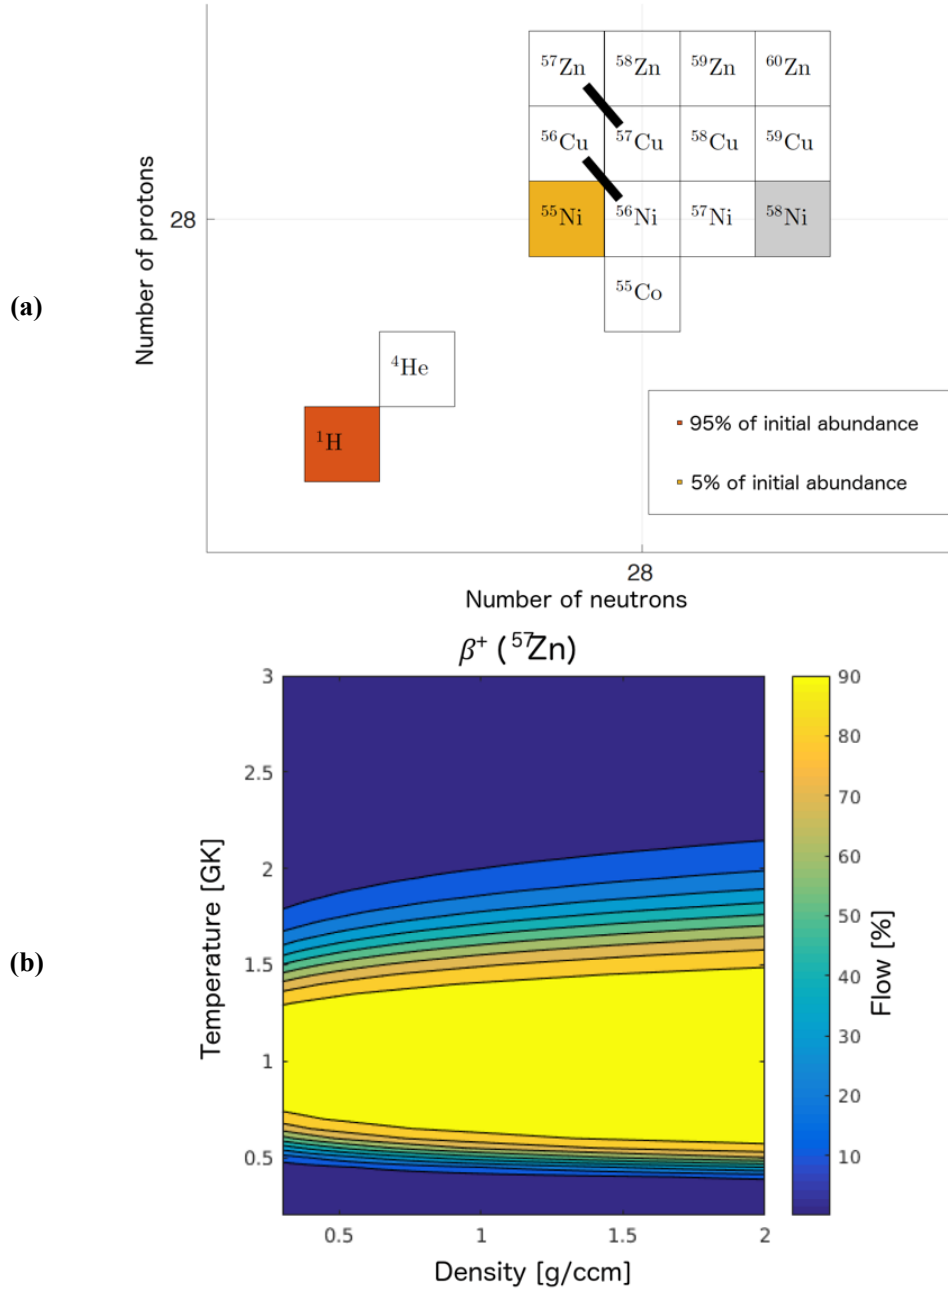 (a)
Number of protons
28
⁵⁷Zn ⁵⁸Zn ⁵⁹Zn ⁶⁰Zn
⁵⁶Cu ⁵⁷Cu ⁵⁸Cu ⁵⁹Cu
⁵⁵Ni ⁵⁶Ni ⁵⁷Ni ⁵⁸Ni
⁵⁵Co
⁴He
¹H
95% of initial abundance
5% of initial abundance
28
Number of neutrons
(b)
β⁺ (⁵⁷Zn)
Temperature [GK]
3
2.5
2
1.5
1
0.5
0.5 1 1.5 2
Density [g/ccm]
90
80
70
60
50
40
30
20
10
Flow [%]